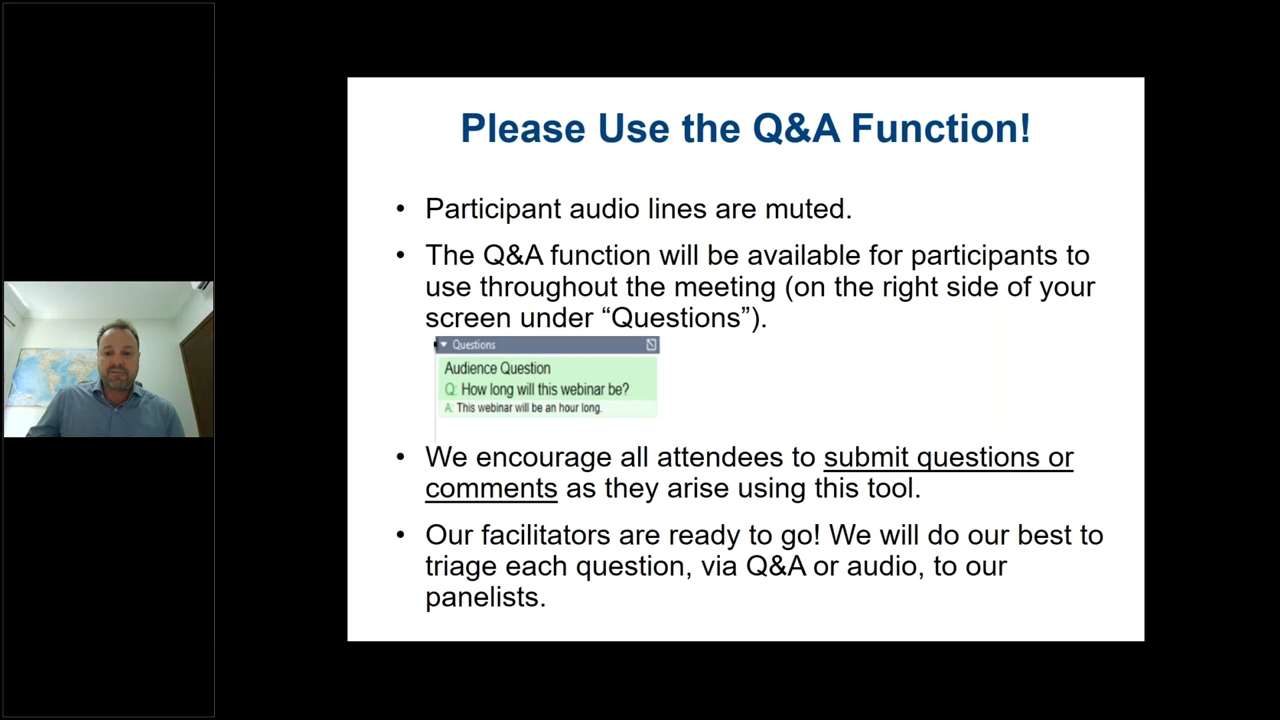 Please Use the Q&A Function!
• Participant audio lines are muted.
• The Q&A function will be available for participants to
use throughout the meeting (on the right side of your
screen under “Questions”).
Questions
Audience Question
Q: How long will this webinar be?
A: This webinar will be an hour long.
• We encourage all attendees to submit questions or
comments as they arise using this tool.
• Our facilitators are ready to go! We will do our best to
triage each question, via Q&A or audio, to our
panelists.